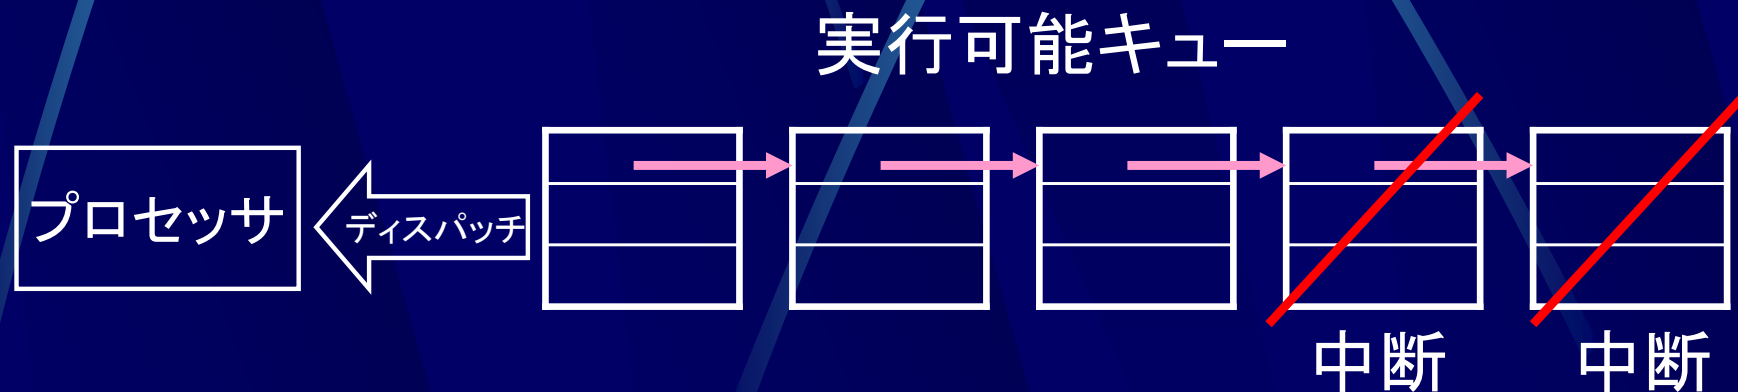 実行可能キュー
プロセッサ
ディスパッチ
中断
中断